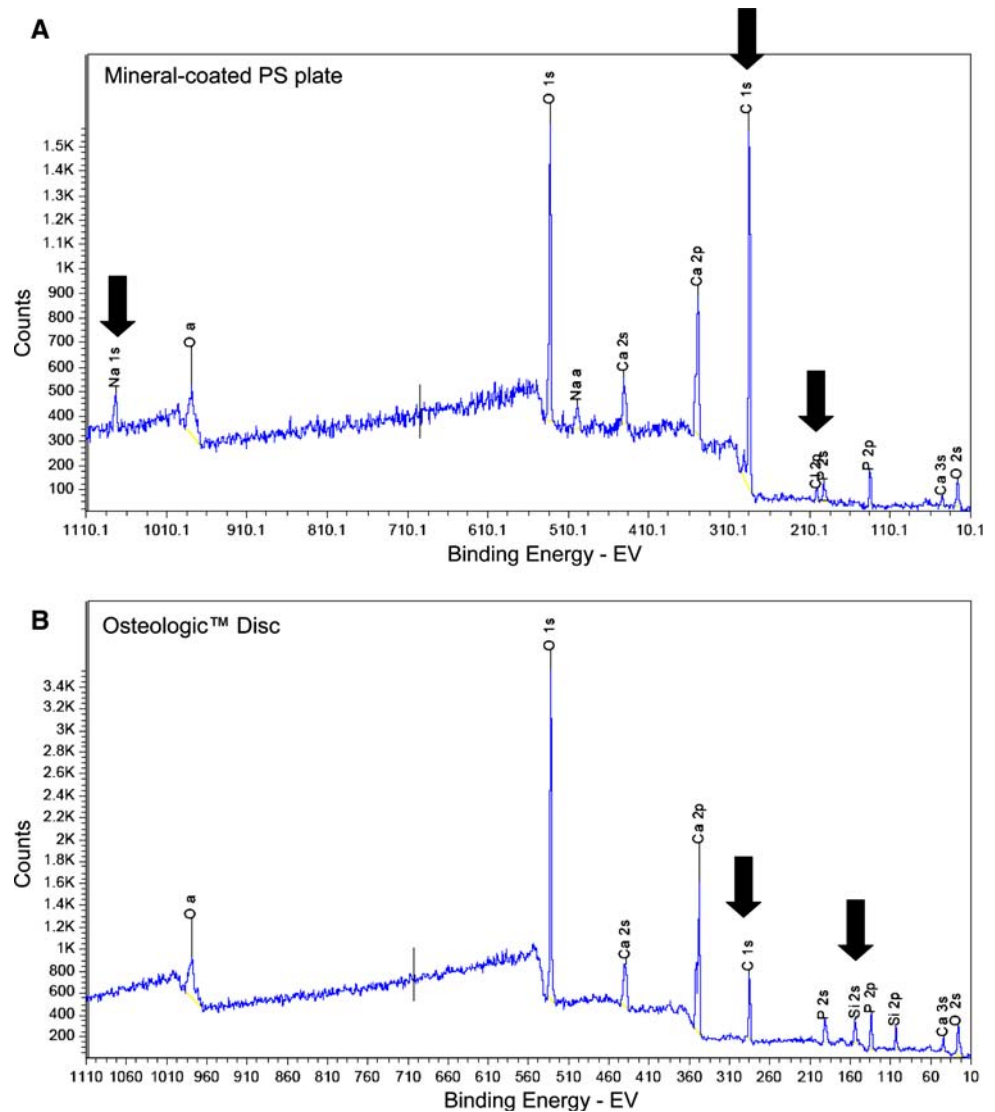 A
Mineral-coated PS plate
Counts
1.5K
1.4K
1.3K
1.2K
1.1K
1K
900
800
700
600
500
400
300
200
100
Na 1s
O a
O 1s
Na a
Ca 2s
Ca 2p
C 1s
Cl 2p
P 2s
P 2p
Ca 3s
O 2s
1110.1 1010.1 910.1 810.1 710.1 610.1 510.1 410.1 310.1 210.1 110.1 10.1
Binding Energy - EV
B
Osteologic™ Disc
Counts
3.4K
3.2K
3K
2.8K
2.6K
2.4K
2.2K
2K
1.8K
1.6K
1.4K
1.2K
1K
800
600
400
200
O a
O 1s
Ca 2s
Ca 2p
C 1s
P 2s
Si 2s
P 2p
Si 2p
Ca 3s
O 2s
1110 1060 1010 960 910 860 810 760 710 660 610 560 510 460 410 360 310 260 210 160 110 60 10
Binding Energy - EV